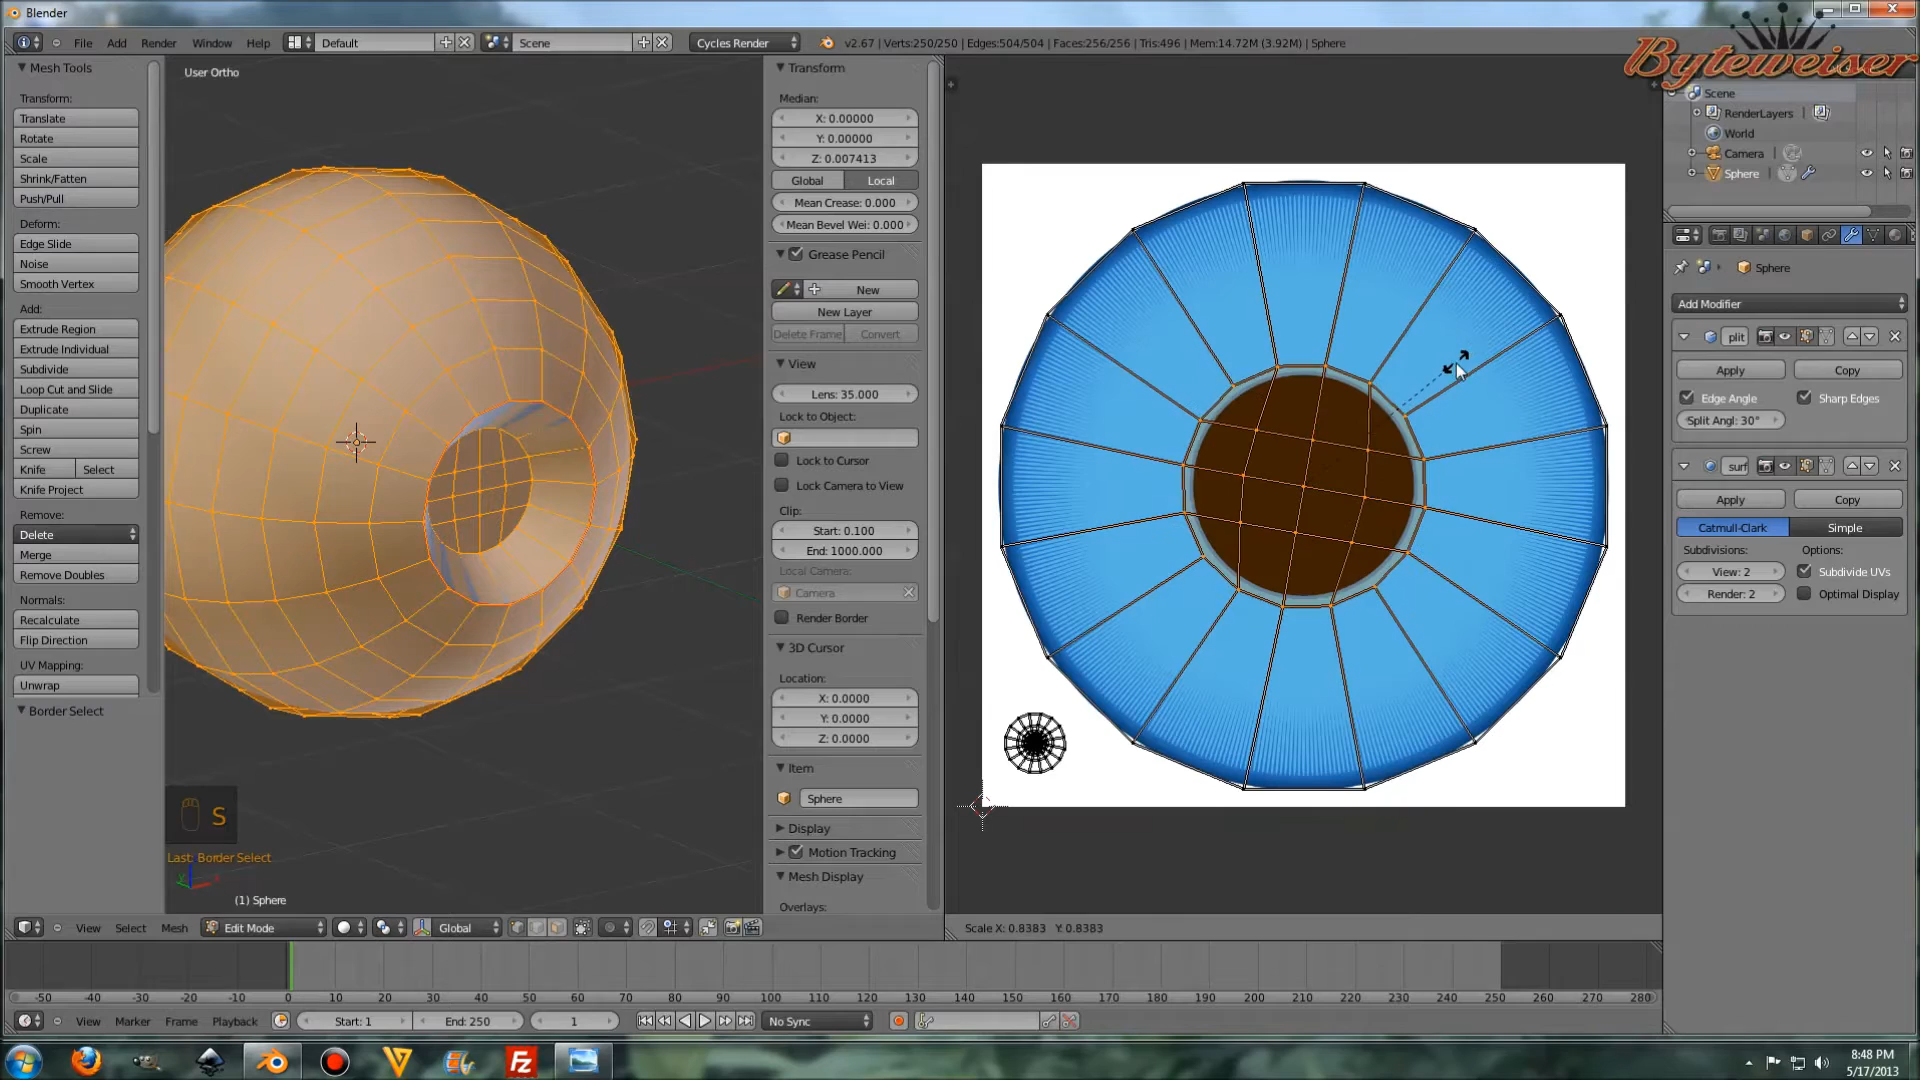 Blender
File Add Render Window Help Default Scene Cycles Render v2.67 | Verts:250/250 | Edges:504/504 | Faces:256/256 | Tris:496 | Mem:14.72M (3.92M) | Sphere
Byteweiser
Mesh Tools
Transform:
Translate
Rotate
Scale
Shrink/Fatten
Push/Pull
Deform:
Edge Slide
Noise
Smooth Vertex
Add:
Extrude Region
Extrude Individual
Subdivide
Loop Cut and Slide
Duplicate
Spin
Screw
Knife Select
Knife Project
Remove:
Delete
Merge
Remove Doubles
Normals:
Recalculate
Flip Direction
UV Mapping:
Unwrap
Border Select
User Ortho
S
Last: Border Select
(1) Sphere
Transform
Median:
X: 0.00000
Y: 0.00000
Z: 0.007413
Global Local
Mean Crease: 0.000
Mean Bevel Wei: 0.000
Grease Pencil
New
New Layer
Delete Frame Convert
View
Lens: 35.000
Lock to Object:
Lock to Cursor
Lock Camera to View
Clip:
Start: 0.100
End: 1000.000
Local Camera:
Camera
Render Border
3D Cursor
Location:
X: 0.0000
Y: 0.0000
Z: 0.0000
Item
Sphere
Display
Motion Tracking
Mesh Display
Overlays:
Scene
RenderLayers
World
Camera
Sphere
Sphere
Add Modifier
plit
Apply Copy
Edge Angle Sharp Edges
Split Angl: 30°
surf
Apply Copy
Catmull-Clark Simple
Subdivisions: Options:
View: 2 Subdivide UVs
Render: 2 Optimal Display
View Select Mesh Edit Mode Global
Scale X: 0.8383 Y: 0.8383
-50 -40 -30 -20 -10 0 10 20 30 40 50 60 70 80 90 100 110 120 130 140 150 160 170 180 190 200 210 220 230 240 250 260 270 280
View Marker Frame Playback Start: 1 End: 250 1 No Sync
8:48 PM
5/17/2013